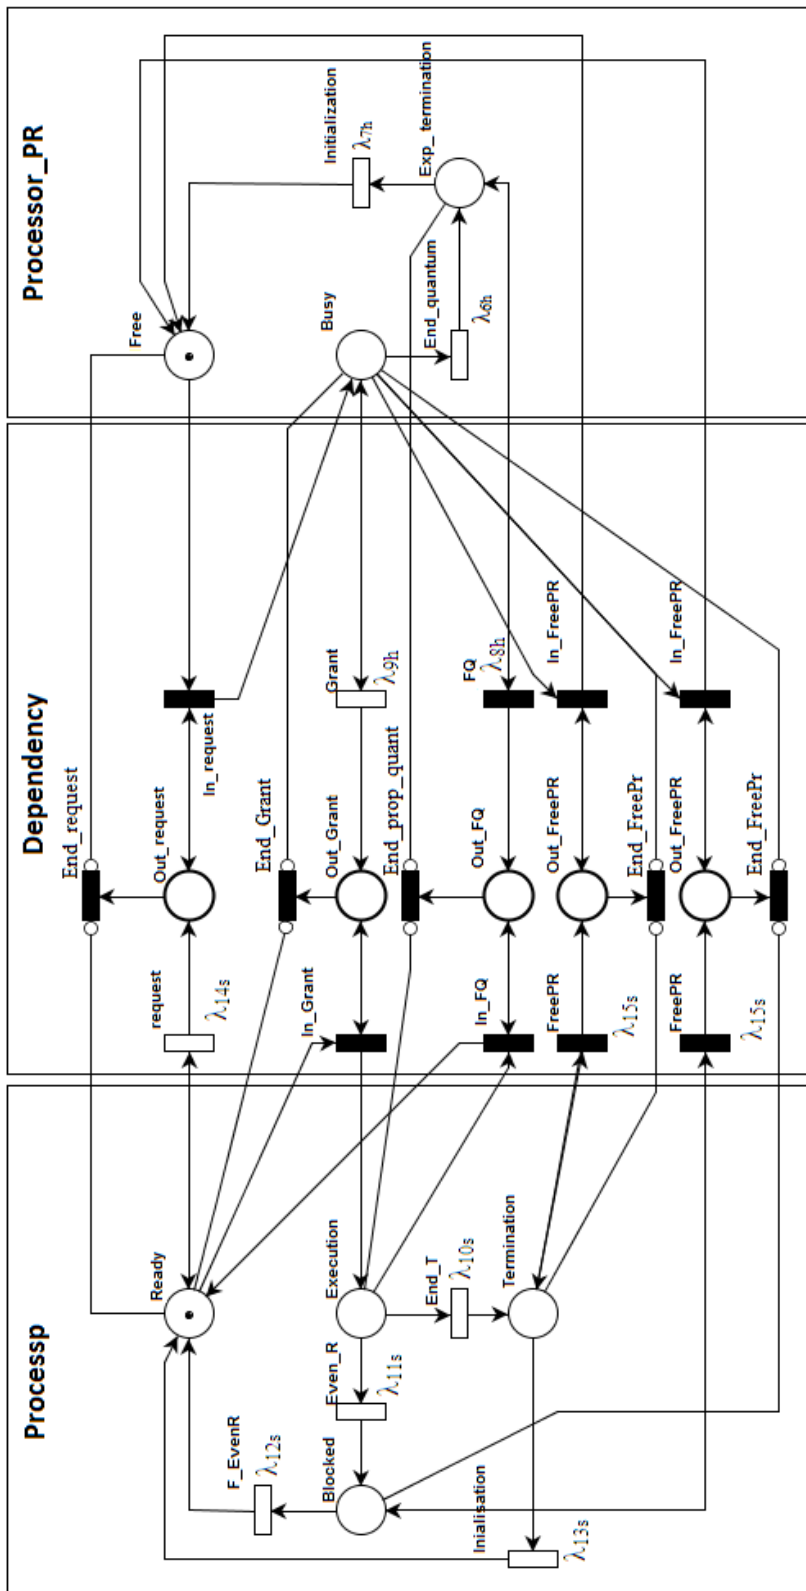 Processp
Ready
F_EvenR
λ12s
Blocked
Even_R
λ11s
Execution
End_T
λ10s
Inialisation
λ13s
Termination
Dependency
End_request
request
λ14s
Out_request
In_request
End_Grant
In_Grant
Out_Grant
Grant
λ9h
End_prop_quant
In_FQ
Out_FQ
FQ
λ8h
FreePR
λ15s
Out_FreePR
In_FreePR
End_FreePr
FreePR
λ15s
Out_FreePR
In_FreePR
End_FreePr
Processor_PR
Free
Initialization
λ7h
Busy
End_quantum
λ6h
Exp_termination